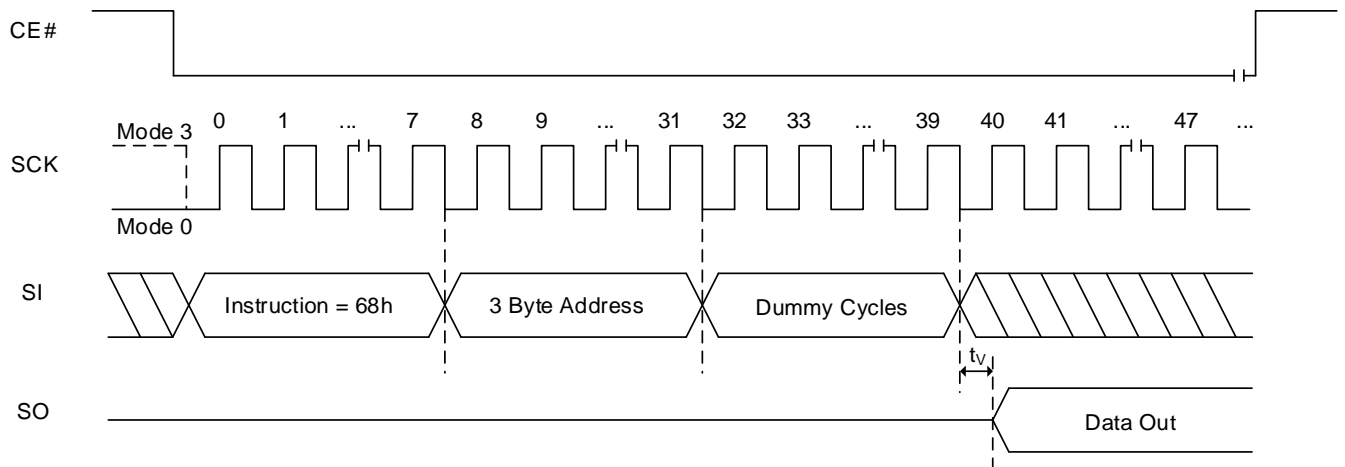 CE#
0 1 ... 7 8 9 ... 31 32 33 ... 39 40 41 ... 47 ...
Mode 3
SCK
Mode 0
SI
Instruction = 68h 3 Byte Address Dummy Cycles
tV
SO
Data Out